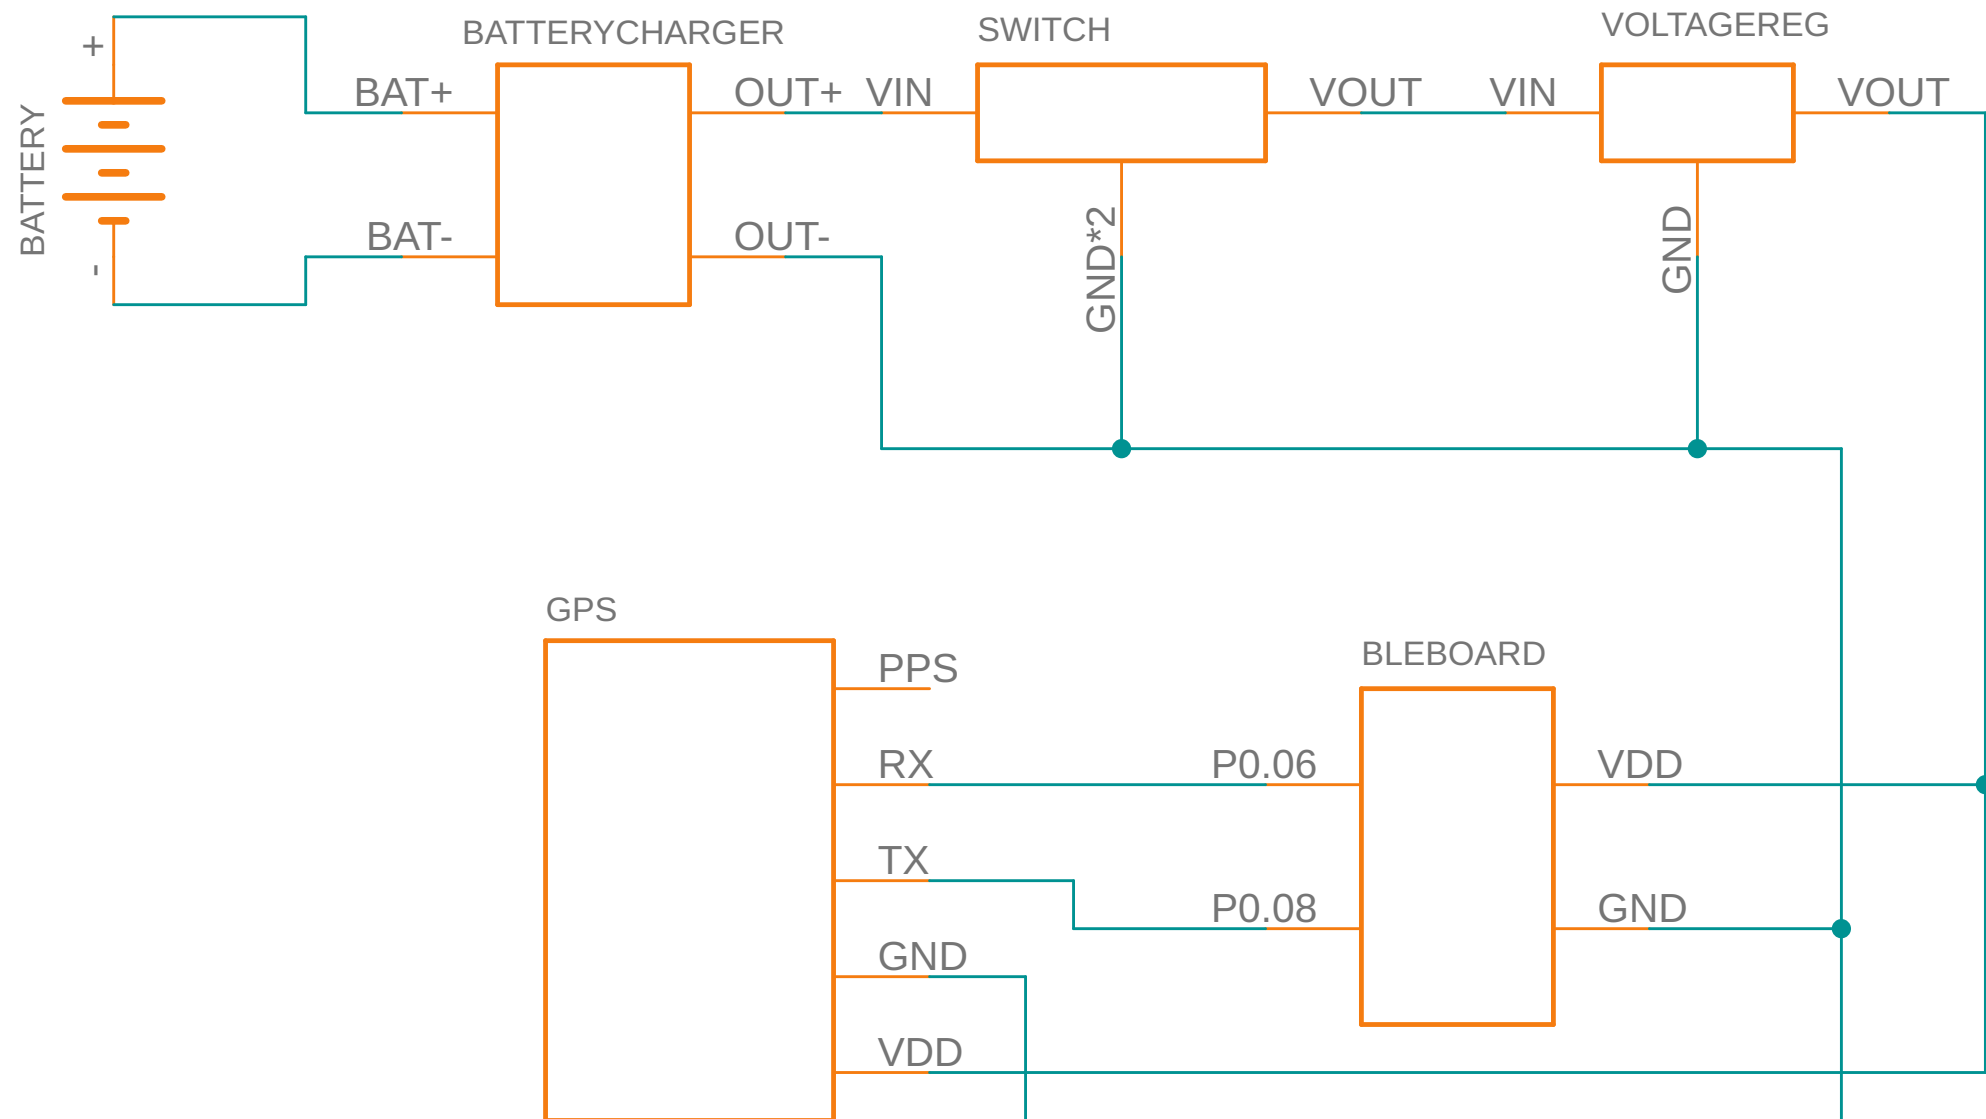 BATTERYCHARGER
SWITCH
VOLTAGEREG
+
BATTERY
-
BAT+
OUT+
VIN
VOUT
VIN
VOUT
BAT-
OUT-
GND*2
GND
GPS
BLEBOARD
PPS
RX
P0.06
VDD
TX
P0.08
GND
GND
VDD